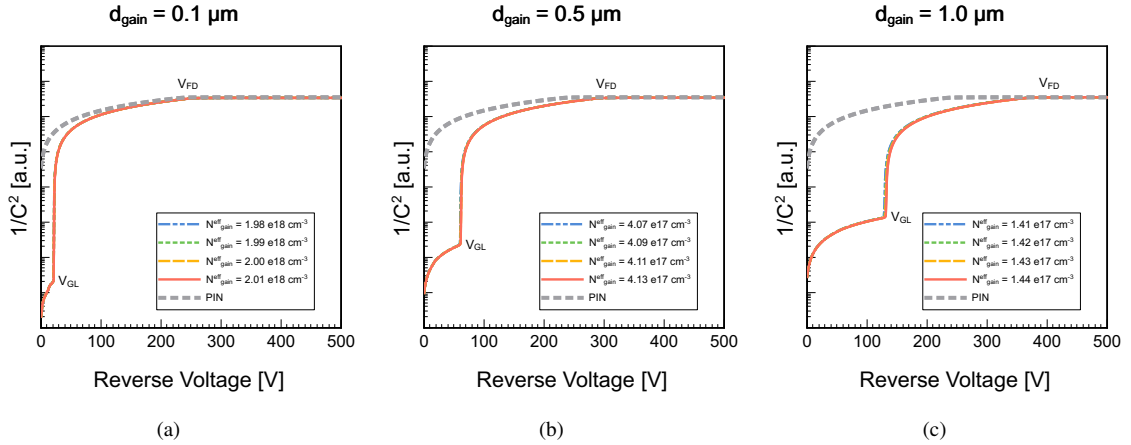 d_gain = 0.1 µm
1/C² [a.u.]
V_FD
V_GL
N^eff_gain = 1.98 e18 cm⁻³
N^eff_gain = 1.99 e18 cm⁻³
N^eff_gain = 2.00 e18 cm⁻³
N^eff_gain = 2.01 e18 cm⁻³
PIN
0 100 200 300 400 500
Reverse Voltage [V]
(a)
d_gain = 0.5 µm
1/C² [a.u.]
V_FD
V_GL
N^eff_gain = 4.07 e17 cm⁻³
N^eff_gain = 4.09 e17 cm⁻³
N^eff_gain = 4.11 e17 cm⁻³
N^eff_gain = 4.13 e17 cm⁻³
PIN
0 100 200 300 400 500
Reverse Voltage [V]
(b)
d_gain = 1.0 µm
1/C² [a.u.]
V_FD
V_GL
N^eff_gain = 1.41 e17 cm⁻³
N^eff_gain = 1.42 e17 cm⁻³
N^eff_gain = 1.43 e17 cm⁻³
N^eff_gain = 1.44 e17 cm⁻³
PIN
0 100 200 300 400 500
Reverse Voltage [V]
(c)